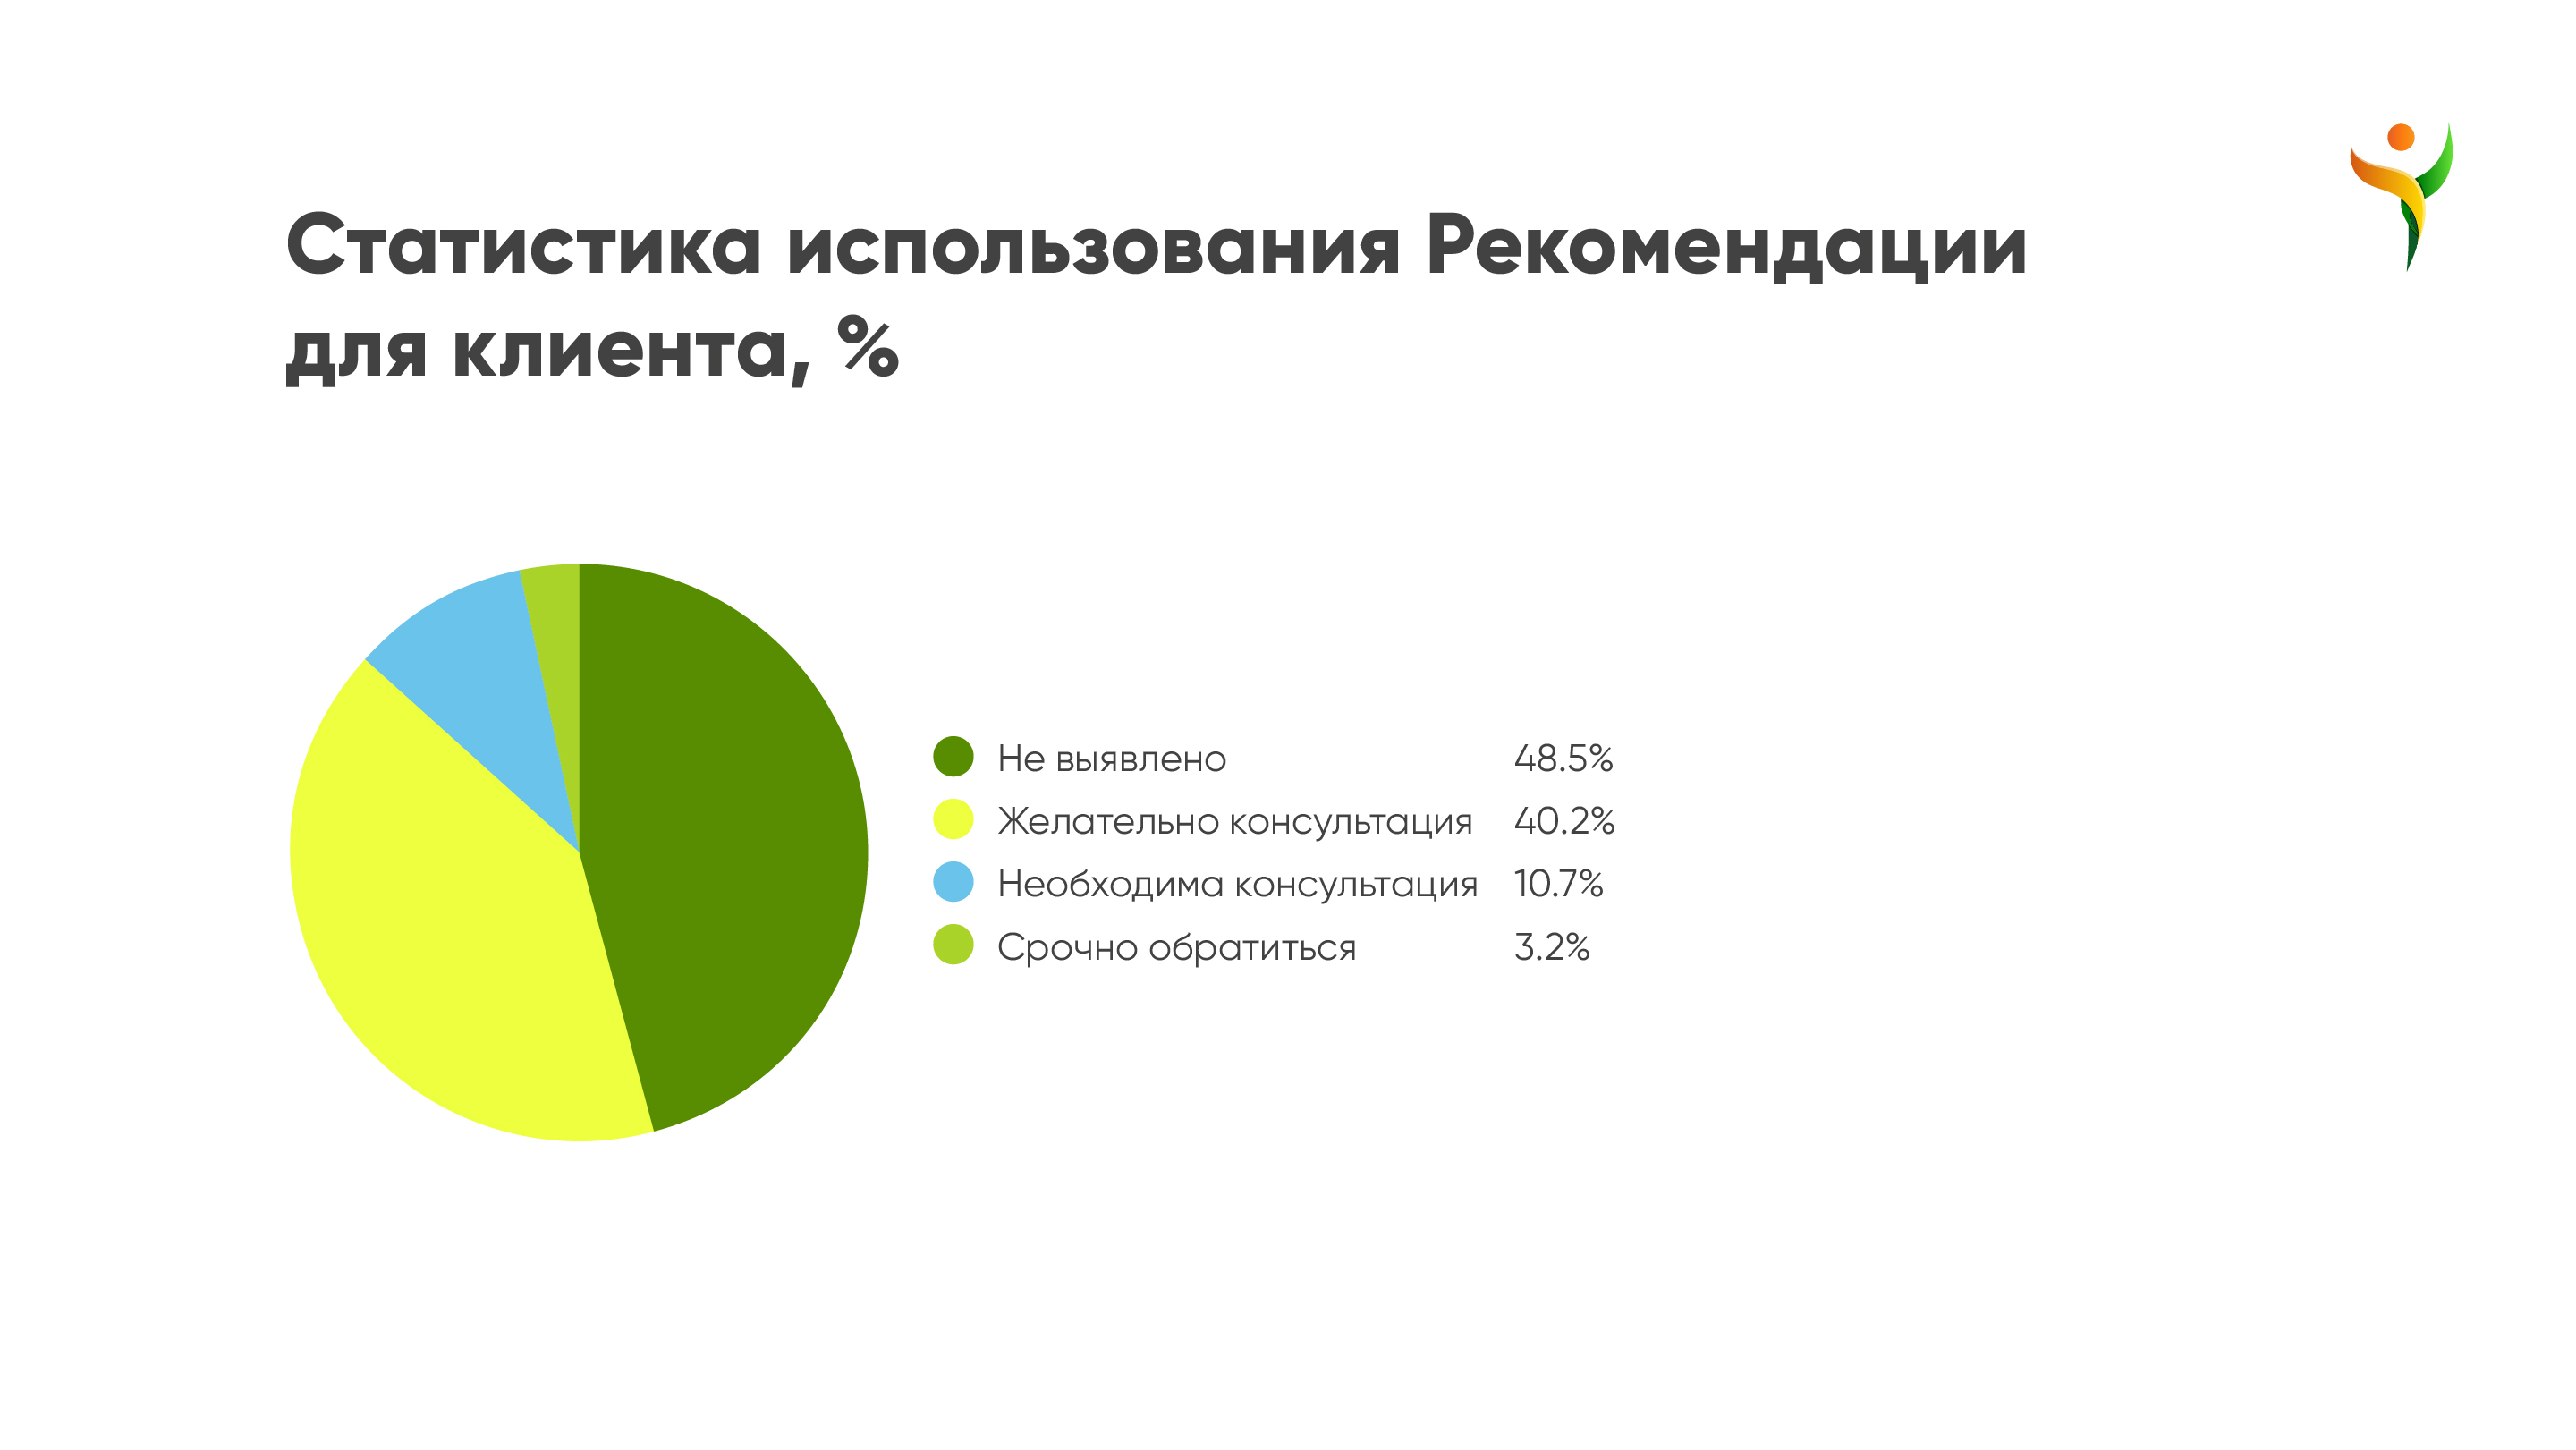 Статистика использования Рекомендации
для клиента, %
Не выявлено 48.5%
Желательно консультация 40.2%
Необходима консультация 10.7%
Срочно обратиться 3.2%